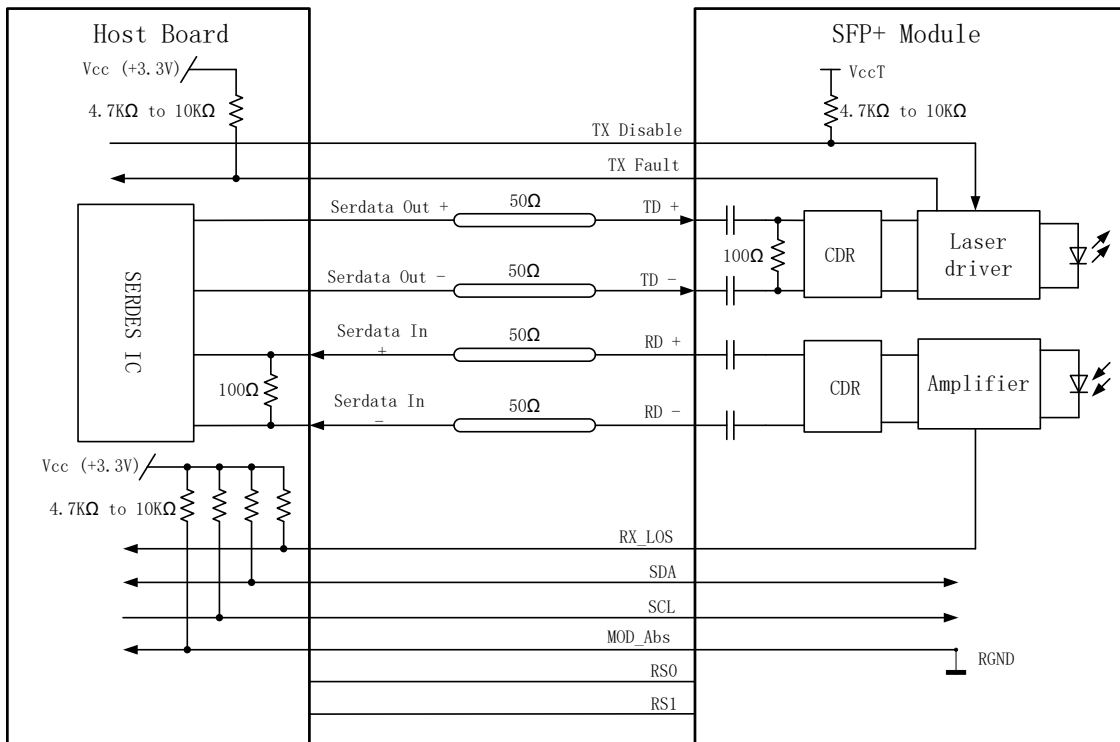 Host Board
SFP+ Module
Vcc (+3.3V)
VccT
4.7KΩ to 10KΩ
4.7KΩ to 10KΩ
TX Disable
TX Fault
Serdata Out +
50Ω
TD +
100Ω
CDR
Laser
driver
Serdata Out -
50Ω
TD -
SERDES IC
Serdata In
+
50Ω
RD +
100Ω
CDR
Amplifier
Serdata In
-
50Ω
RD -
Vcc (+3.3V)
4.7KΩ to 10KΩ
RX_LOS
SDA
SCL
MOD_Abs
RGND
RS0
RS1